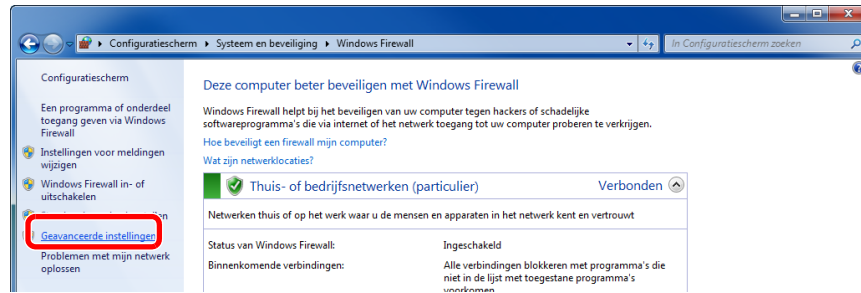 Configuratiescherm ▸ Systeem en beveiliging ▸ Windows Firewall
In Configuratiescherm zoeken
Configuratiescherm
Een programma of onderdeel
toegang geven via Windows
Firewall
Instellingen voor meldingen
wijzigen
Windows Firewall in- of
uitschakelen
Geavanceerde instellingen
Problemen met mijn netwerk
oplossen
Deze computer beter beveiligen met Windows Firewall
Windows Firewall helpt bij het beveiligen van uw computer tegen hackers of schadelijke
softwareprogramma's die via internet of het netwerk toegang tot uw computer proberen te verkrijgen.
Hoe beveiligt een firewall mijn computer?
Wat zijn netwerklocaties?
Thuis- of bedrijfsnetwerken (particulier) Verbonden
Netwerken thuis of op het werk waar u de mensen en apparaten in het netwerk kent en vertrouwt
Status van Windows Firewall: Ingeschakeld
Binnenkomende verbindingen: Alle verbindingen blokkeren met programma's die
niet in de lijst met toegestane programma's
voorkomen